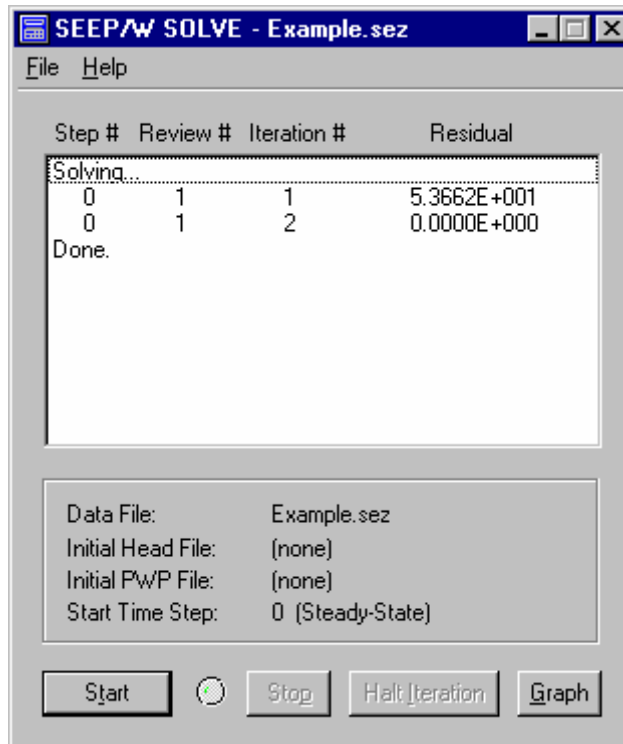 SEEP/W SOLVE - Example.sez
File Help
Step # Review # Iteration # Residual
Solving...
0 1 1 5.3662E+001
0 1 2 0.0000E+000
Done.
Data File: Example.sez
Initial Head File: (none)
Initial PWP File: (none)
Start Time Step: 0 (Steady-State)
Start Stop Halt Iteration Graph